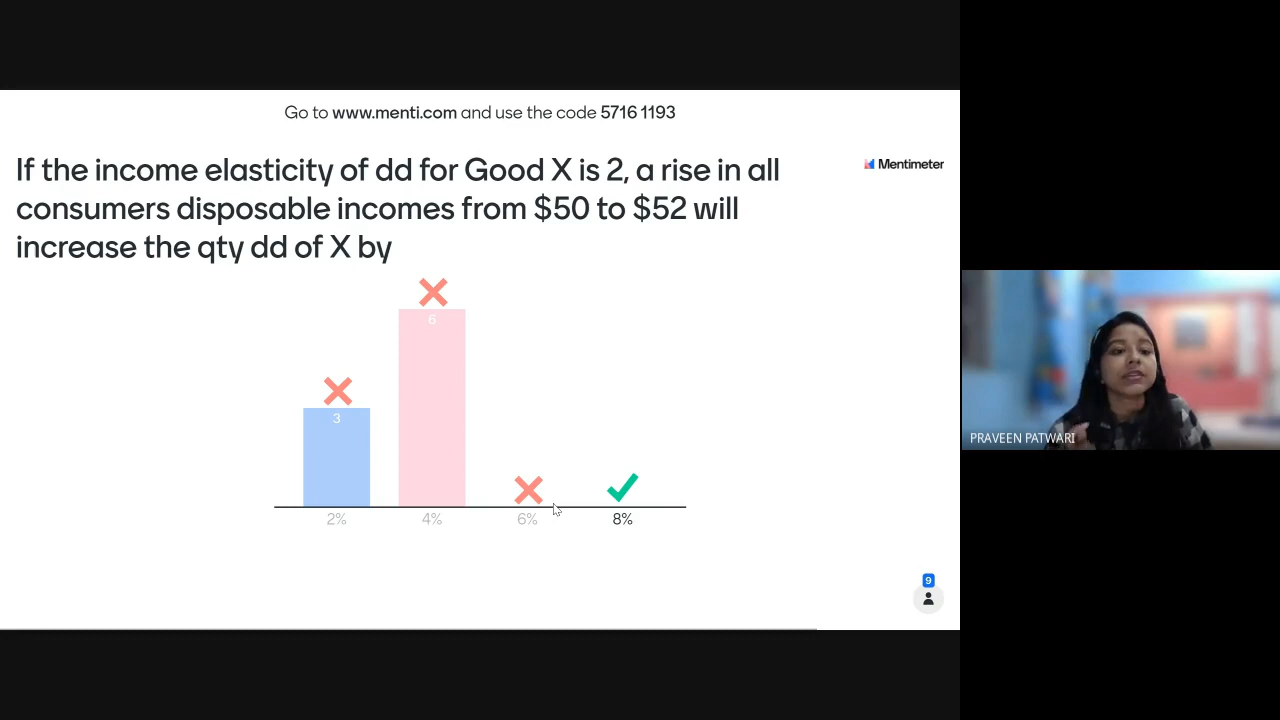 Go to www.menti.com and use the code 5716 1193
Mentimeter
If the income elasticity of dd for Good X is 2, a rise in all
consumers disposable incomes from $50 to $52 will
increase the qty dd of X by
6
3
2%
4%
6%
8%
9
PRAVEEN PATWARI